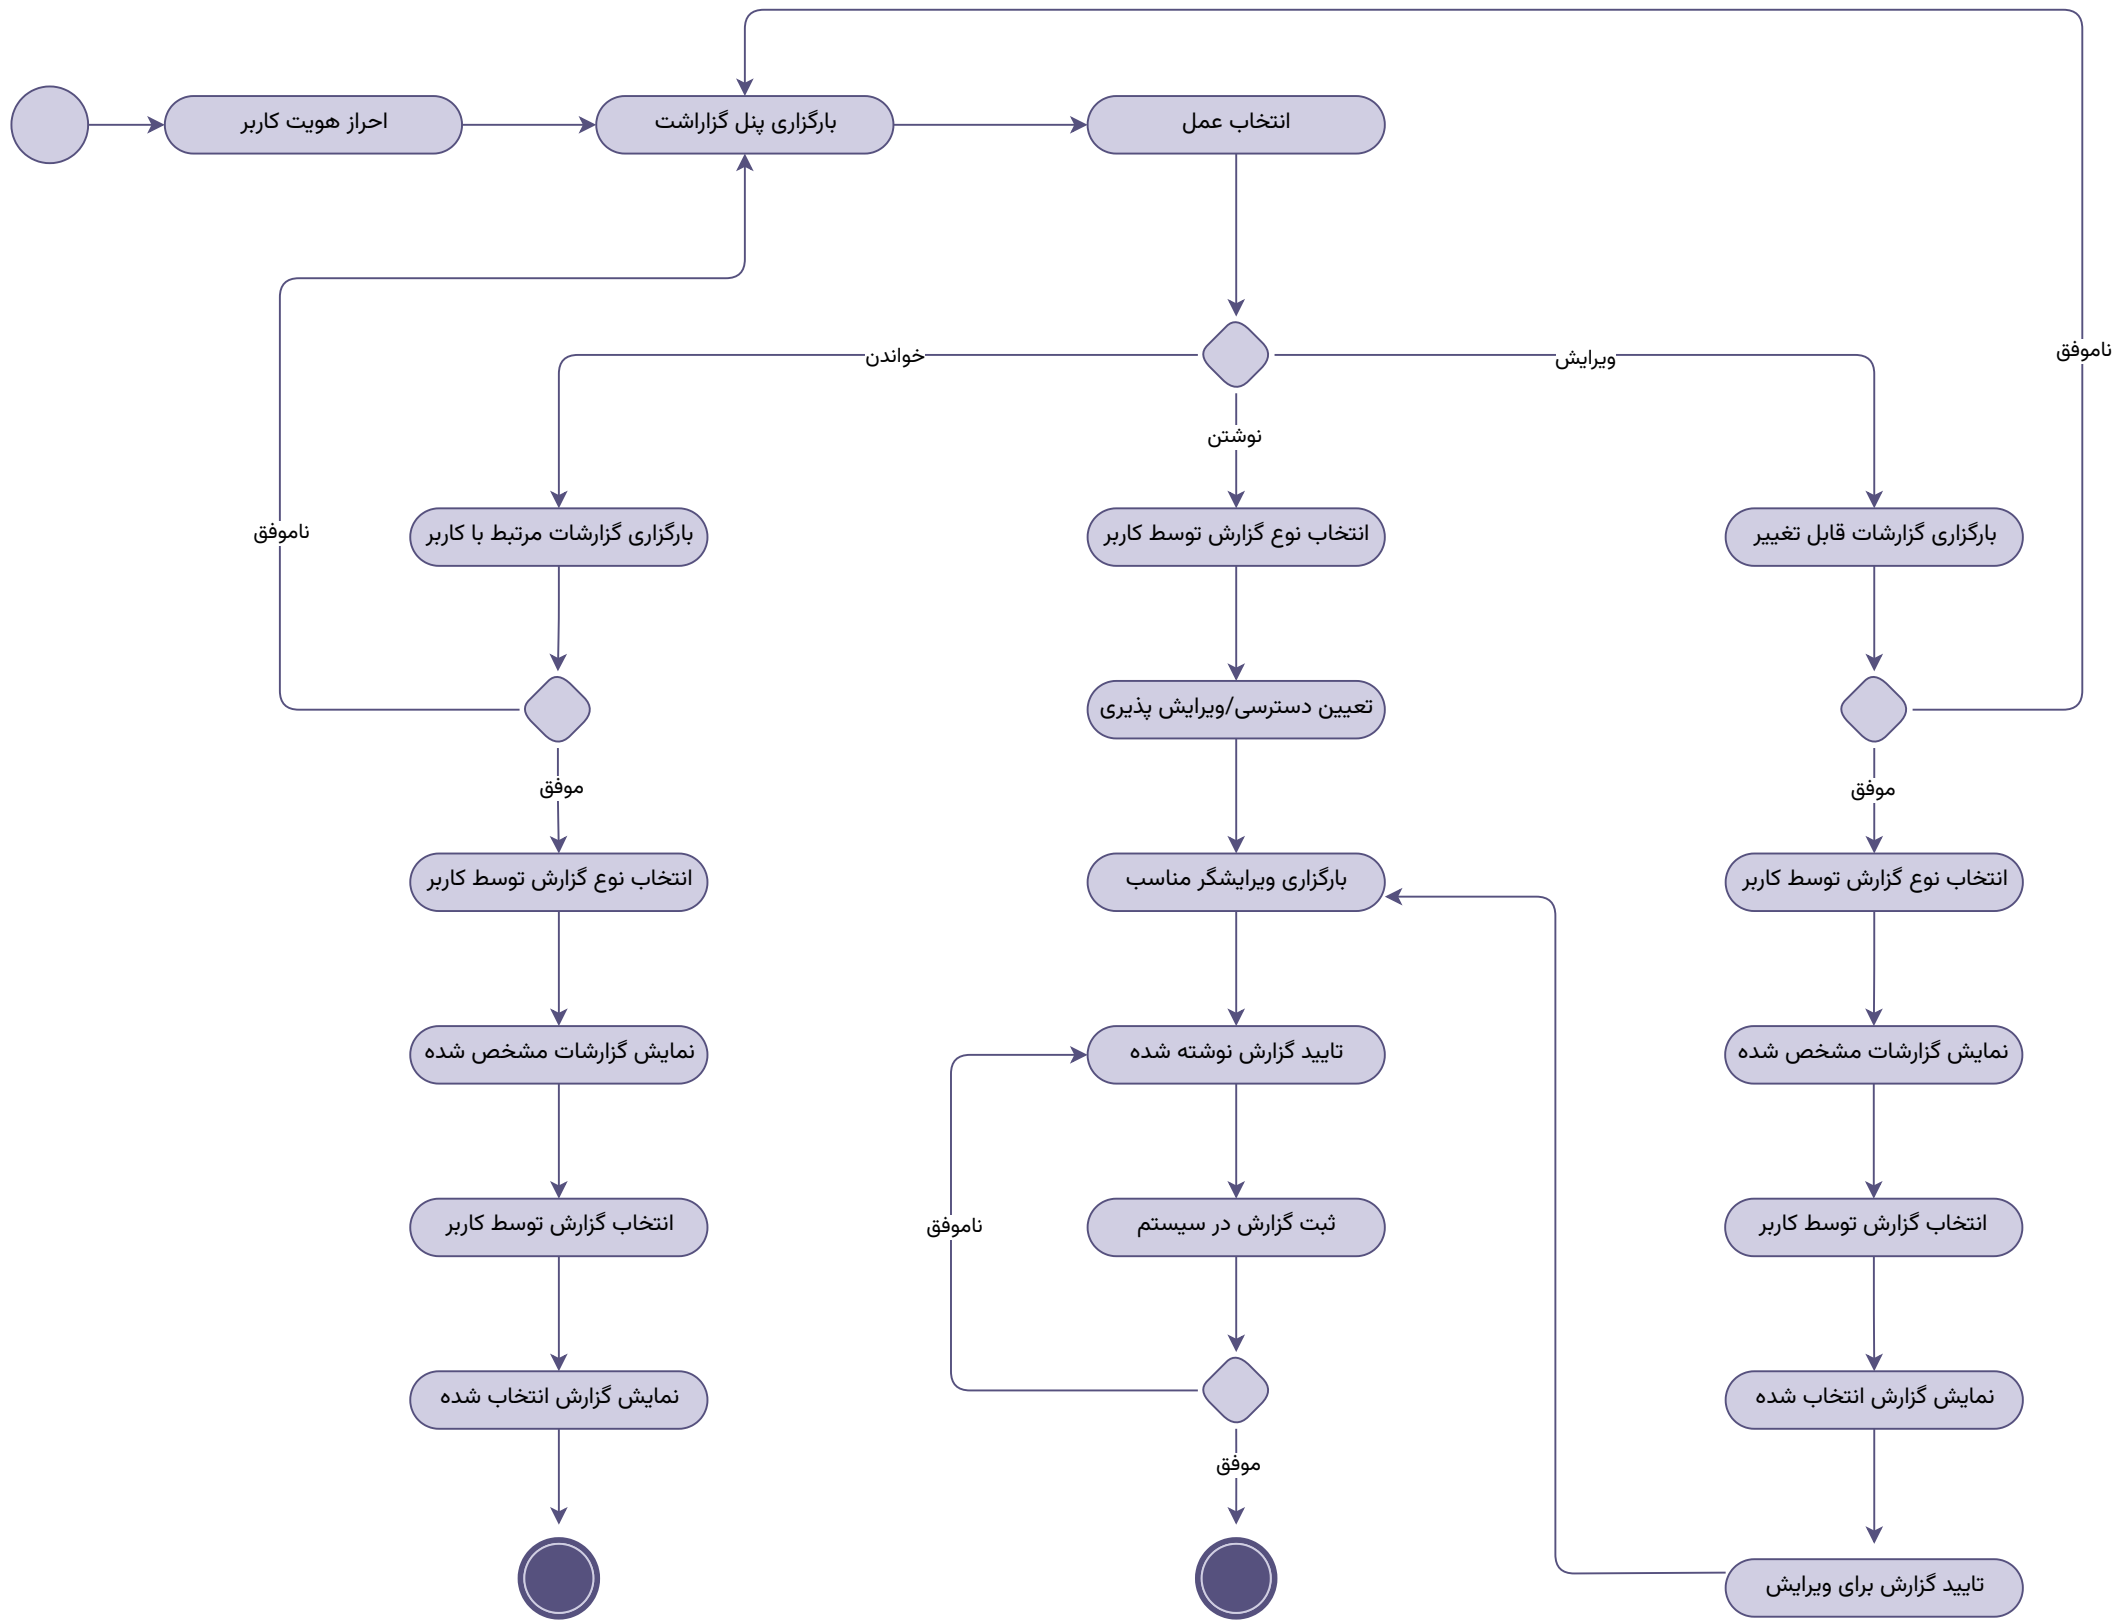 احراز هویت کاربر
بارگزاری پنل گزاراشت
انتخاب عمل
ناموفق
خواندن
ویرایش
نوشتن
ناموفق
بارگزاری گزارشات مرتبط با کاربر
انتخاب نوع گزارش توسط کاربر
بارگزاری گزارشات قابل تغییر
تعیین دسترسی/ویرایش پذیری
موفق
موفق
انتخاب نوع گزارش توسط کاربر
بارگزاری ویرایشگر مناسب
انتخاب نوع گزارش توسط کاربر
نمایش گزارشات مشخص شده
تایید گزارش نوشته شده
نمایش گزارشات مشخص شده
انتخاب گزارش توسط کاربر
ناموفق
ثبت گزارش در سیستم
انتخاب گزارش توسط کاربر
نمایش گزارش انتخاب شده
نمایش گزارش انتخاب شده
موفق
تایید گزارش برای ویرایش